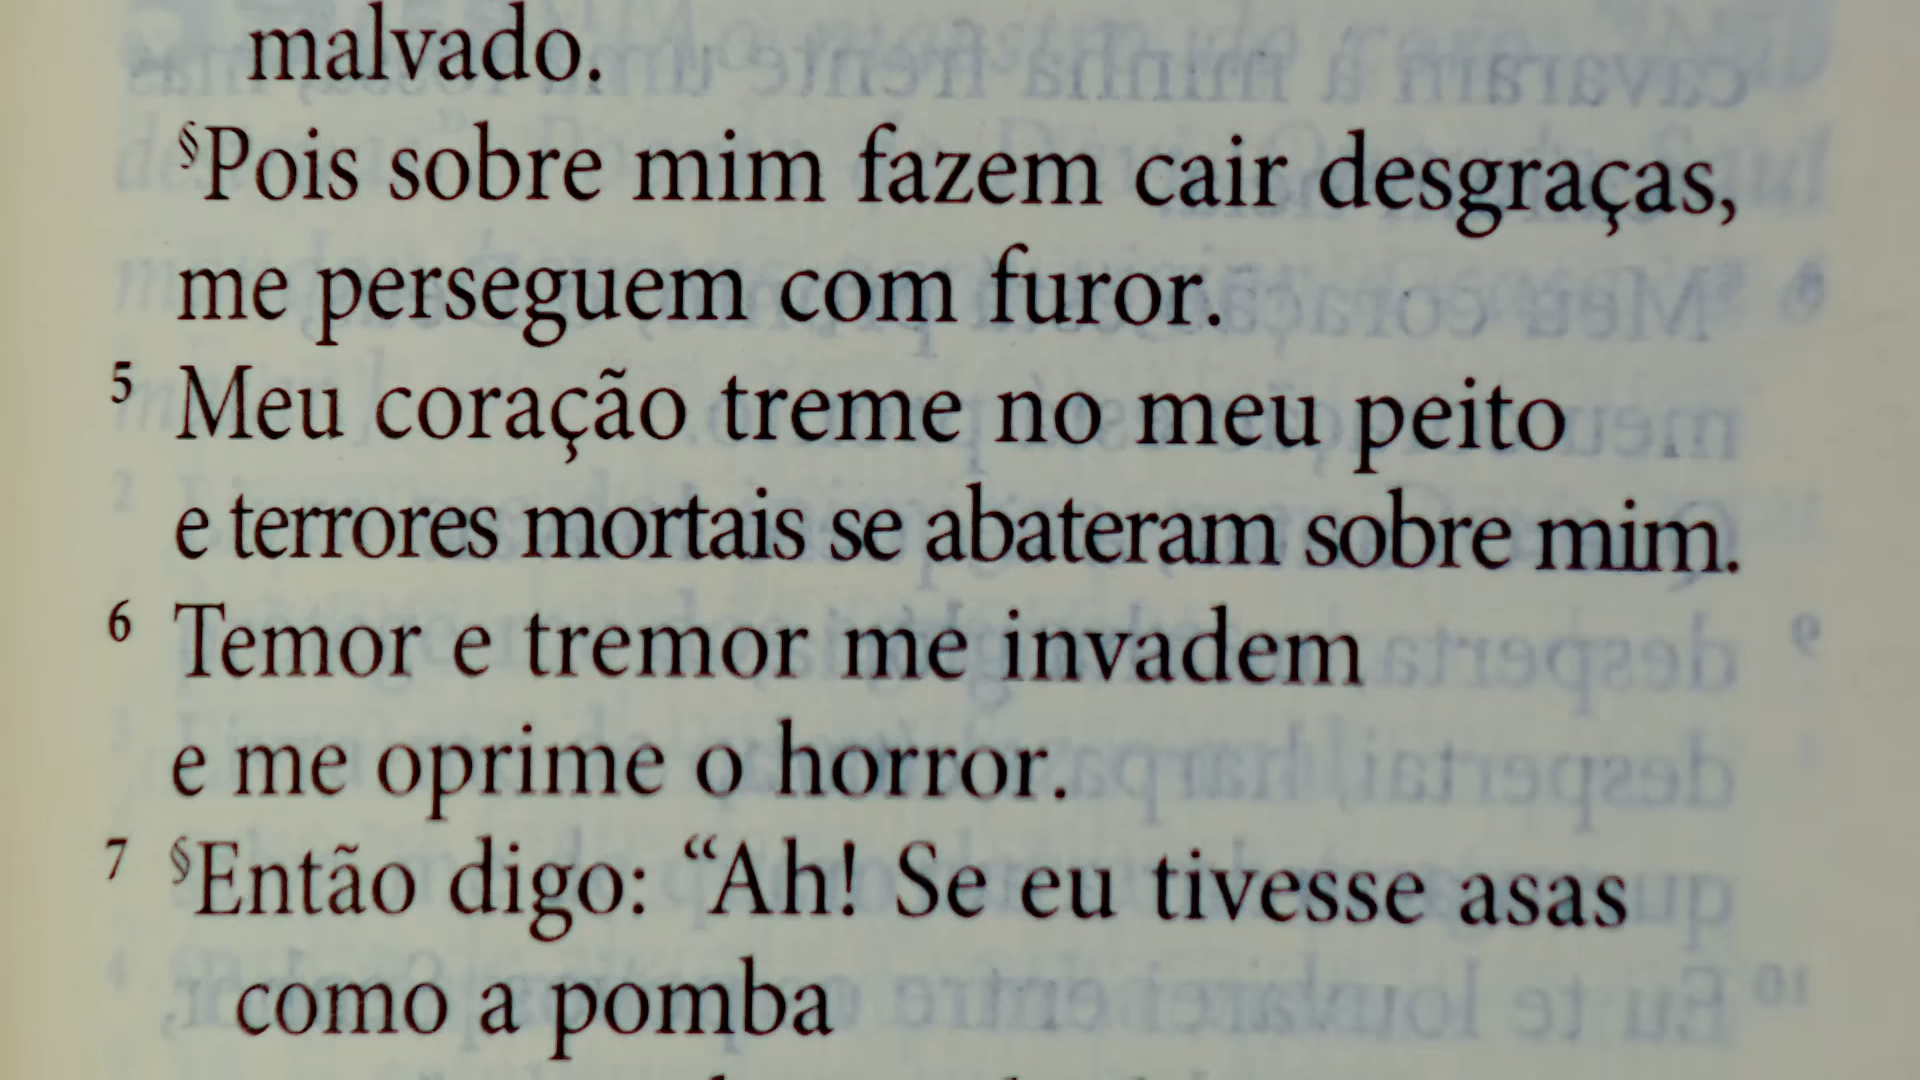 malvado.
§Pois sobre mim fazem cair desgraças,
me perseguem com furor.
5 Meu coração treme no meu peito
e terrores mortais se abateram sobre mim.
6 Temor e tremor me invadem
e me oprime o horror.
7 §Então digo: “Ah! Se eu tivesse asas
como a pomba